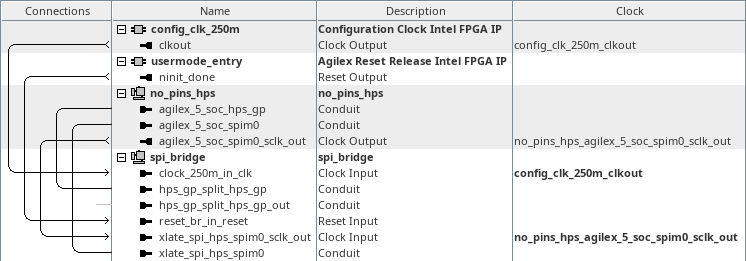 Connections Name Description Clock
config_clk_250m Configuration Clock Intel FPGA IP
clkout Clock Output config_clk_250m_clkout
usermode_entry Agilex Reset Release Intel FPGA IP
ninit_done Reset Output
no_pins_hps no_pins_hps
agilex_5_soc_hps_gp Conduit
agilex_5_soc_spim0 Conduit
agilex_5_soc_spim0_sclk_out Clock Output no_pins_hps_agilex_5_soc_spim0_sclk_out
spi_bridge spi_bridge
clock_250m_in_clk Clock Input config_clk_250m_clkout
hps_gp_split_hps_gp Conduit
hps_gp_split_hps_gp_out Conduit
reset_br_in_reset Reset Input
xlate_spi_hps_spim0_sclk_out Clock Input no_pins_hps_agilex_5_soc_spim0_sclk_out
xlate_spi_hps_spim0 Conduit